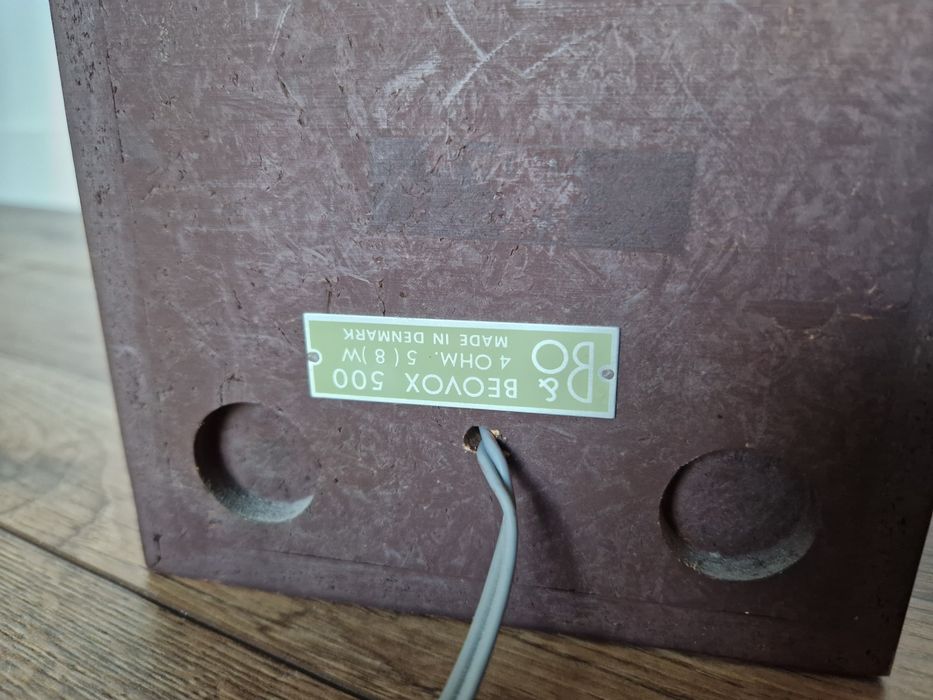 B&O
BEOVOX 500
4 OHM. 5 ( 8 ) W
MADE IN DENMARK